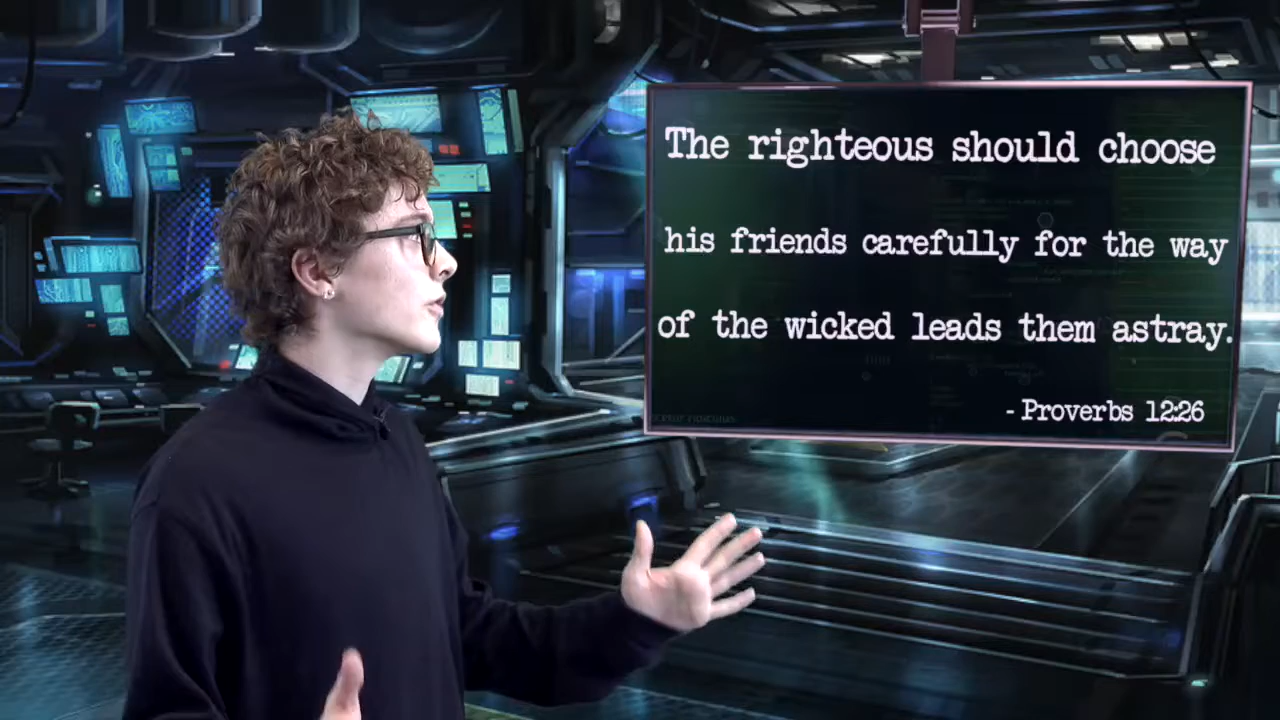 The righteous should choose
his friends carefully for the way
of the wicked leads them astray.
- Proverbs 12:26